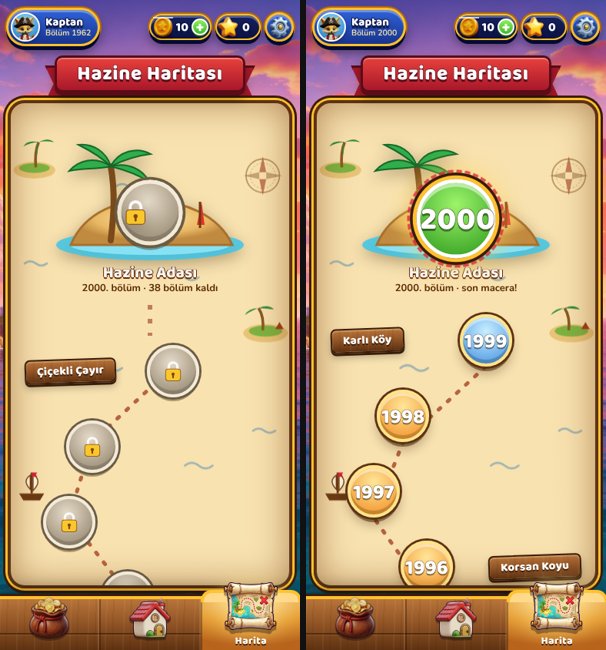 Kaptan
Bölüm 1962
10
0
Hazine Haritası
Hazine Adası
2000. bölüm · 38 bölüm kaldı
Çiçekli Çayır
Harita
Kaptan
Bölüm 2000
10
0
Hazine Haritası
2000
Hazine Adası
2000. bölüm · son macera!
Karlı Köy
1999
1998
1997
1996
Korsan Koyu
Harita